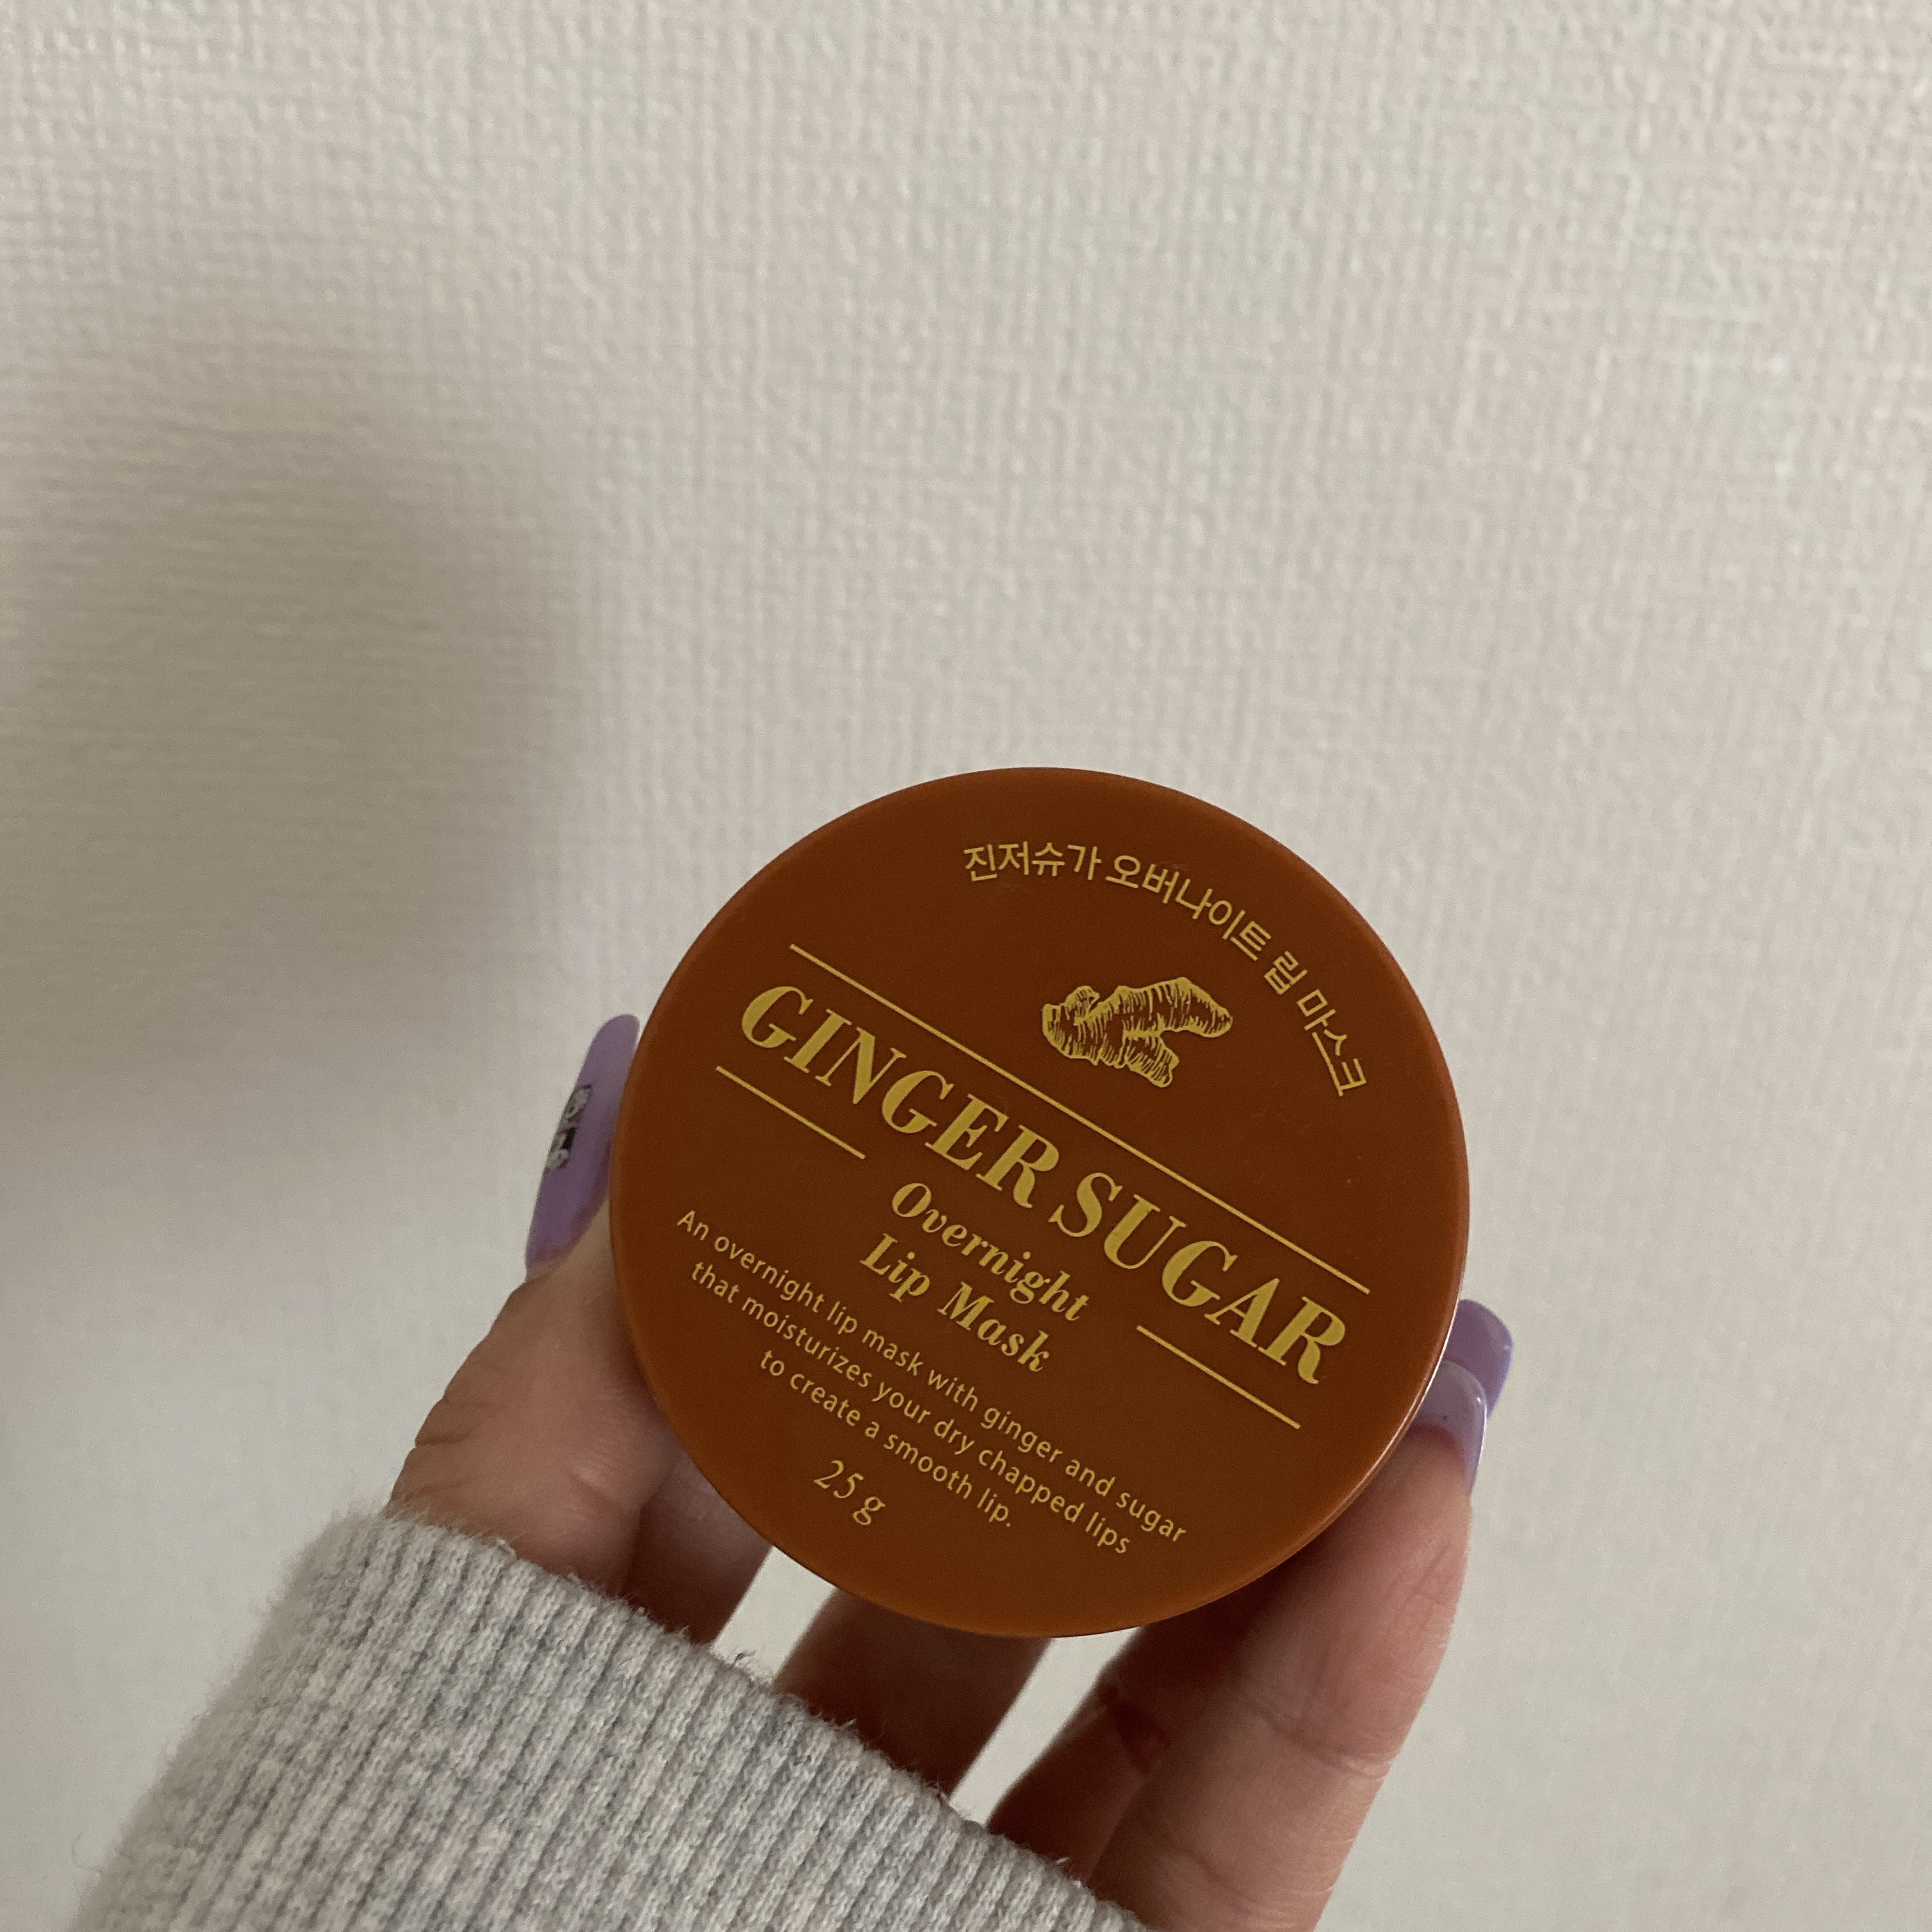 진저슈가 오버나이트 립 마스크
GINGER SUGAR
Overnight
Lip Mask
An overnight lip mask with ginger and sugar
that moisturizes your dry chapped lips
to create a smooth lip.
25 g